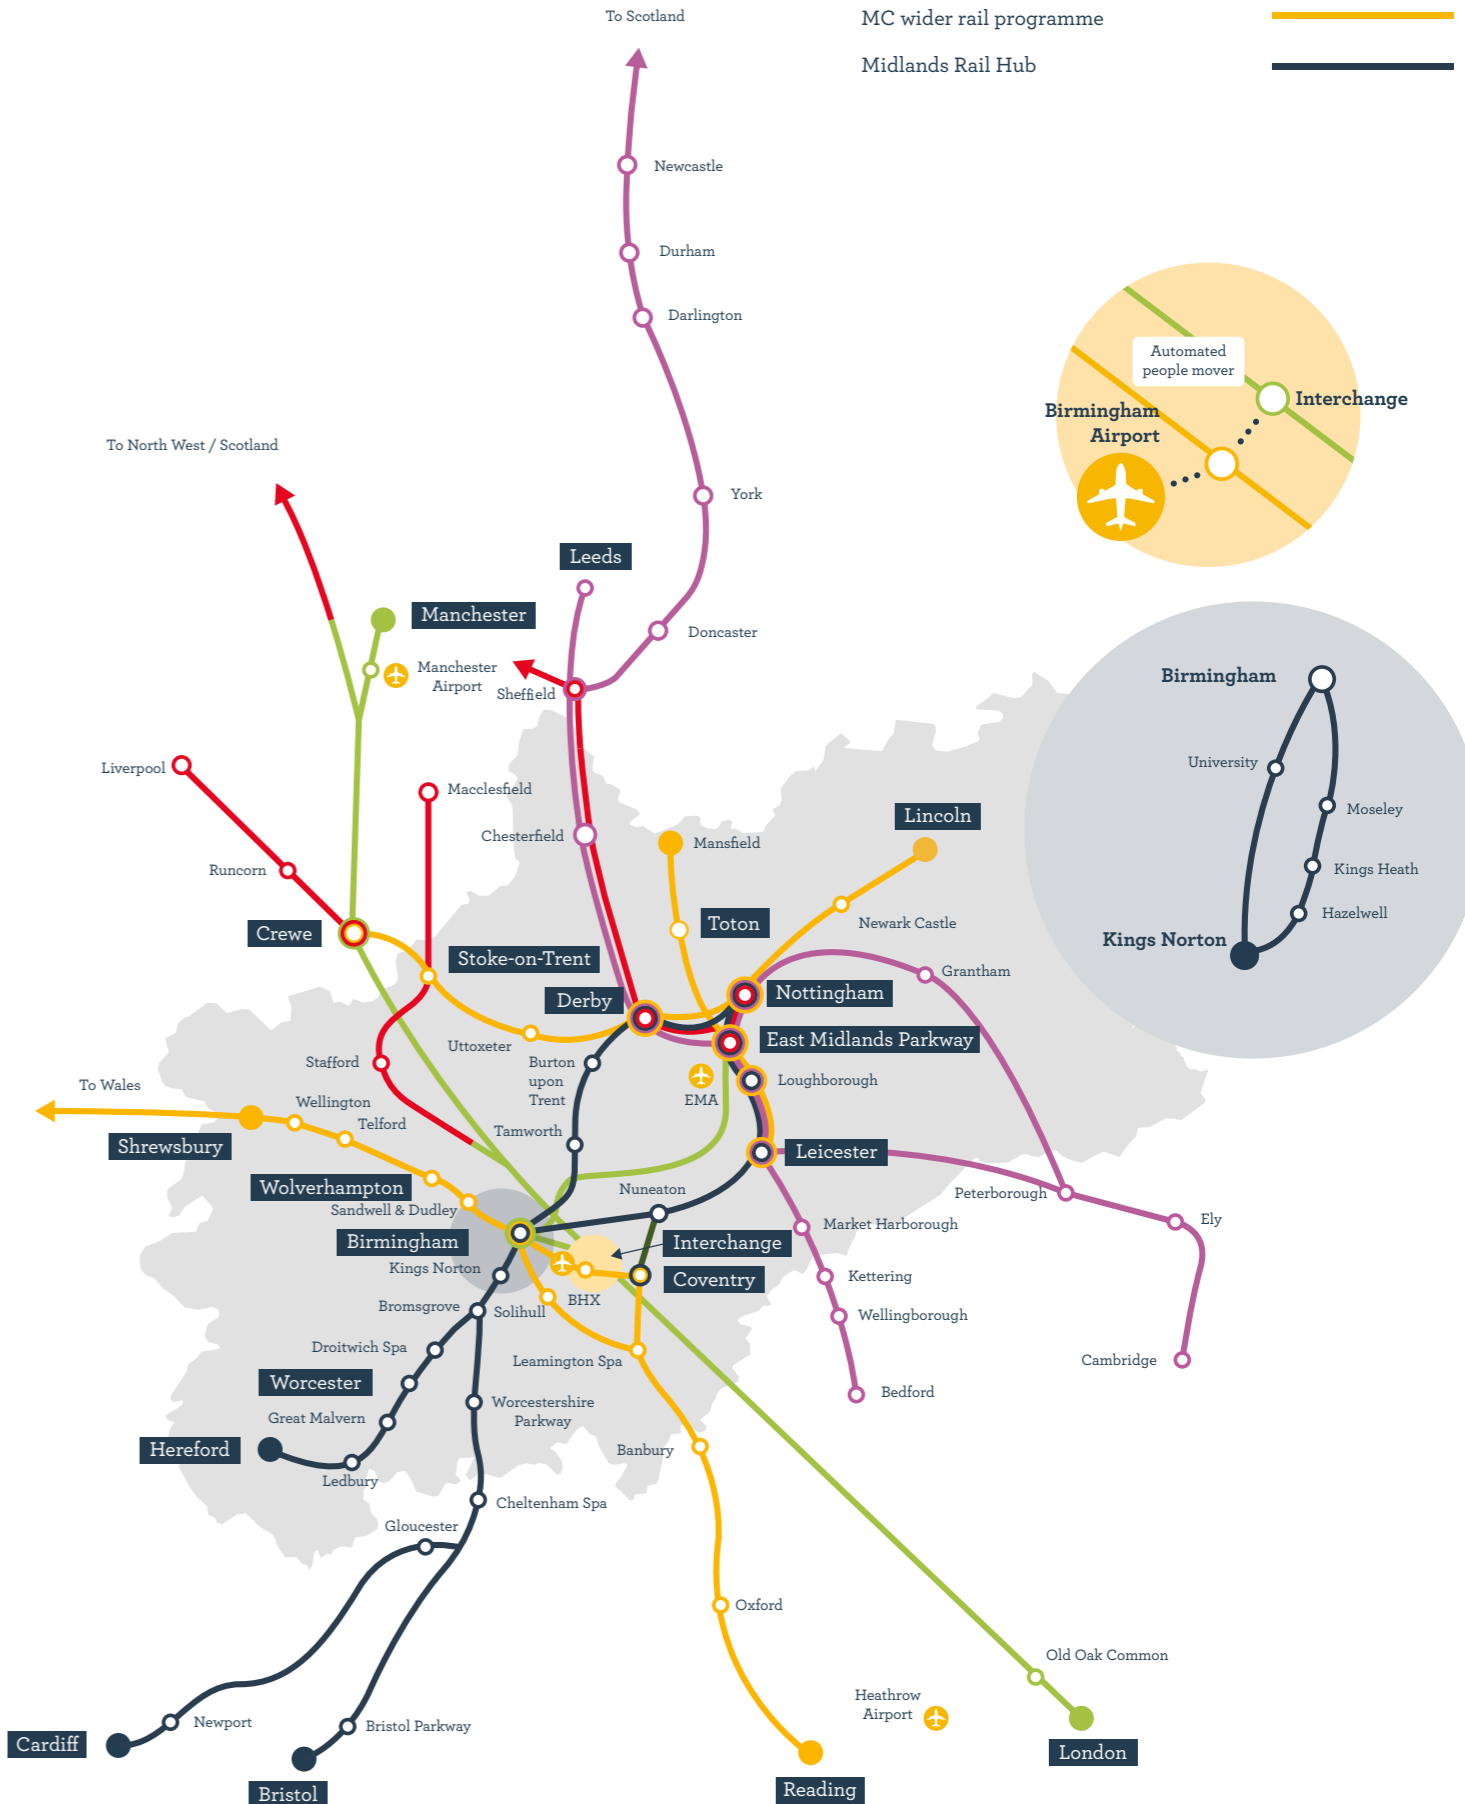 To Scotland
MC wider rail programme
Midlands Rail Hub
Newcastle
Durham
Darlington
Automated
people mover
Interchange
Birmingham
Airport
To North West / Scotland
York
Leeds
Manchester
Doncaster
Manchester
Airport
Sheffield
Birmingham
University
Moseley
Kings Heath
Hazelwell
Kings Norton
Liverpool
Macclesfield
Chesterfield
Mansfield
Lincoln
Runcorn
Newark Castle
Toton
Crewe
Stoke-on-Trent
Grantham
Derby
Nottingham
East Midlands Parkway
Uttoxeter
Stafford
Burton
upon
Trent
Loughborough
EMA
To Wales
Wellington
Telford
Tamworth
Shrewsbury
Leicester
Wolverhampton
Nuneaton
Peterborough
Sandwell & Dudley
Market Harborough
Ely
Birmingham
Interchange
Kings Norton
Coventry
Kettering
BHX
Bromsgrove
Solihull
Wellingborough
Droitwich Spa
Leamington Spa
Cambridge
Worcester
Bedford
Worcestershire
Parkway
Great Malvern
Hereford
Banbury
Ledbury
Cheltenham Spa
Gloucester
Oxford
Old Oak Common
Heathrow
Airport
Newport
Bristol Parkway
Cardiff
London
Bristol
Reading